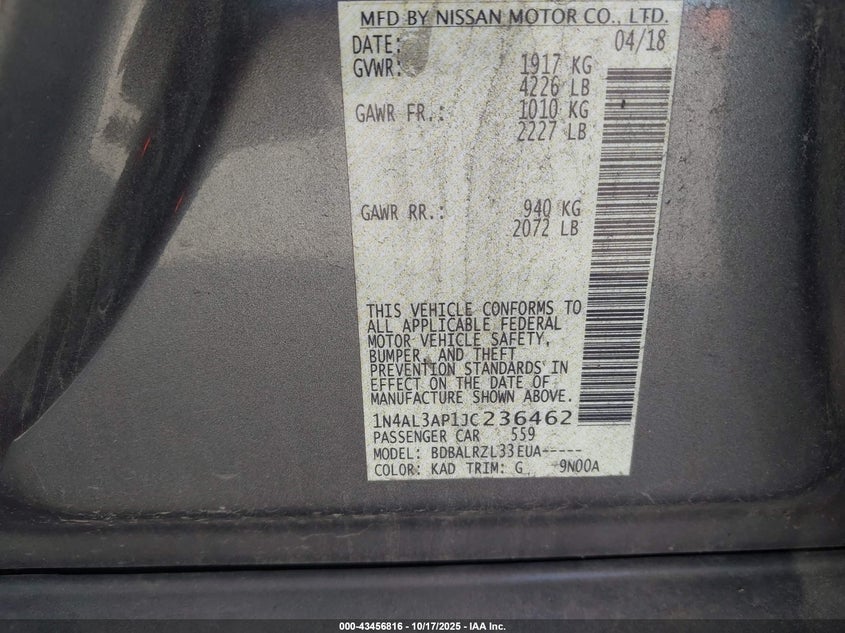 MFD BY NISSAN MOTOR CO., LTD.
DATE: 04/18
GVWR: 1917 KG
4226 LB
GAWR FR.: 1010 KG
2227 LB
GAWR RR.: 940 KG
2072 LB
THIS VEHICLE CONFORMS TO
ALL APPLICABLE FEDERAL
MOTOR VEHICLE SAFETY,
BUMPER, AND THEFT
PREVENTION STANDARDS IN
EFFECT ON THE DATE OF
MANUFACTURE SHOWN ABOVE.
1N4AL3AP1JC236462
PASSENGER CAR 559
MODEL: BDBALRZL33EUA-----
COLOR: KAD TRIM: G 9N00A
000-43456816 - 10/17/2025 - IAA Inc.